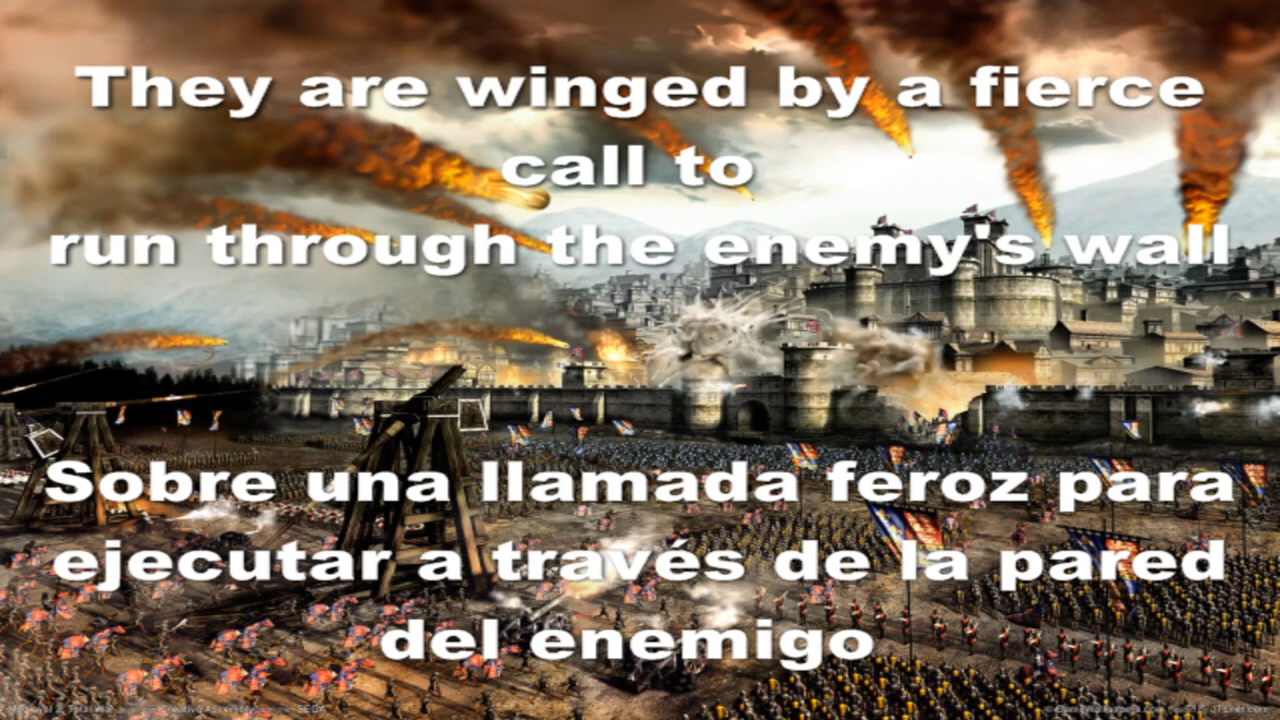 They are winged by a fierce
call to
run through the enemy's wall
Sobre una llamada feroz para
ejecutar a través de la pared
del enemigo